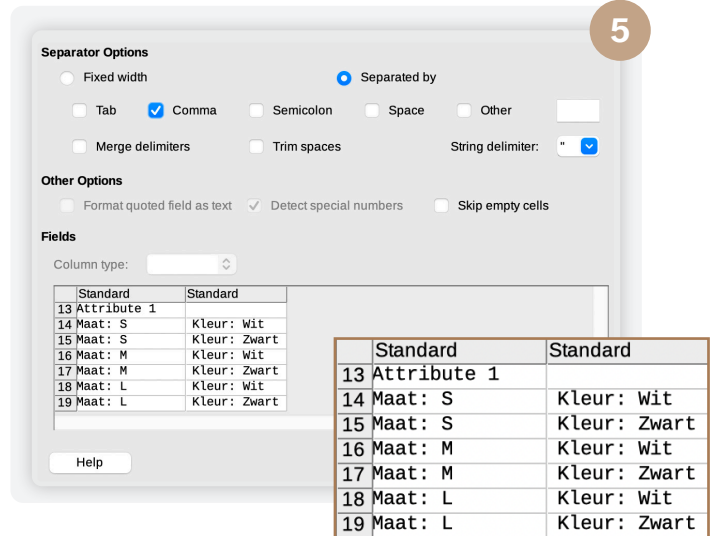 5
Separator Options
Fixed width Separated by
Tab Comma Semicolon Space Other
Merge delimiters Trim spaces String delimiter: "
Other Options
Format quoted field as text Detect special numbers Skip empty cells
Fields
Column type:
Standard Standard
13 Attribute 1
14 Maat: S Kleur: Wit
15 Maat: S Kleur: Zwart
16 Maat: M Kleur: Wit
17 Maat: M Kleur: Zwart
18 Maat: L Kleur: Wit
19 Maat: L Kleur: Zwart
Help
Standard Standard
13 Attribute 1
14 Maat: S Kleur: Wit
15 Maat: S Kleur: Zwart
16 Maat: M Kleur: Wit
17 Maat: M Kleur: Zwart
18 Maat: L Kleur: Wit
19 Maat: L Kleur: Zwart